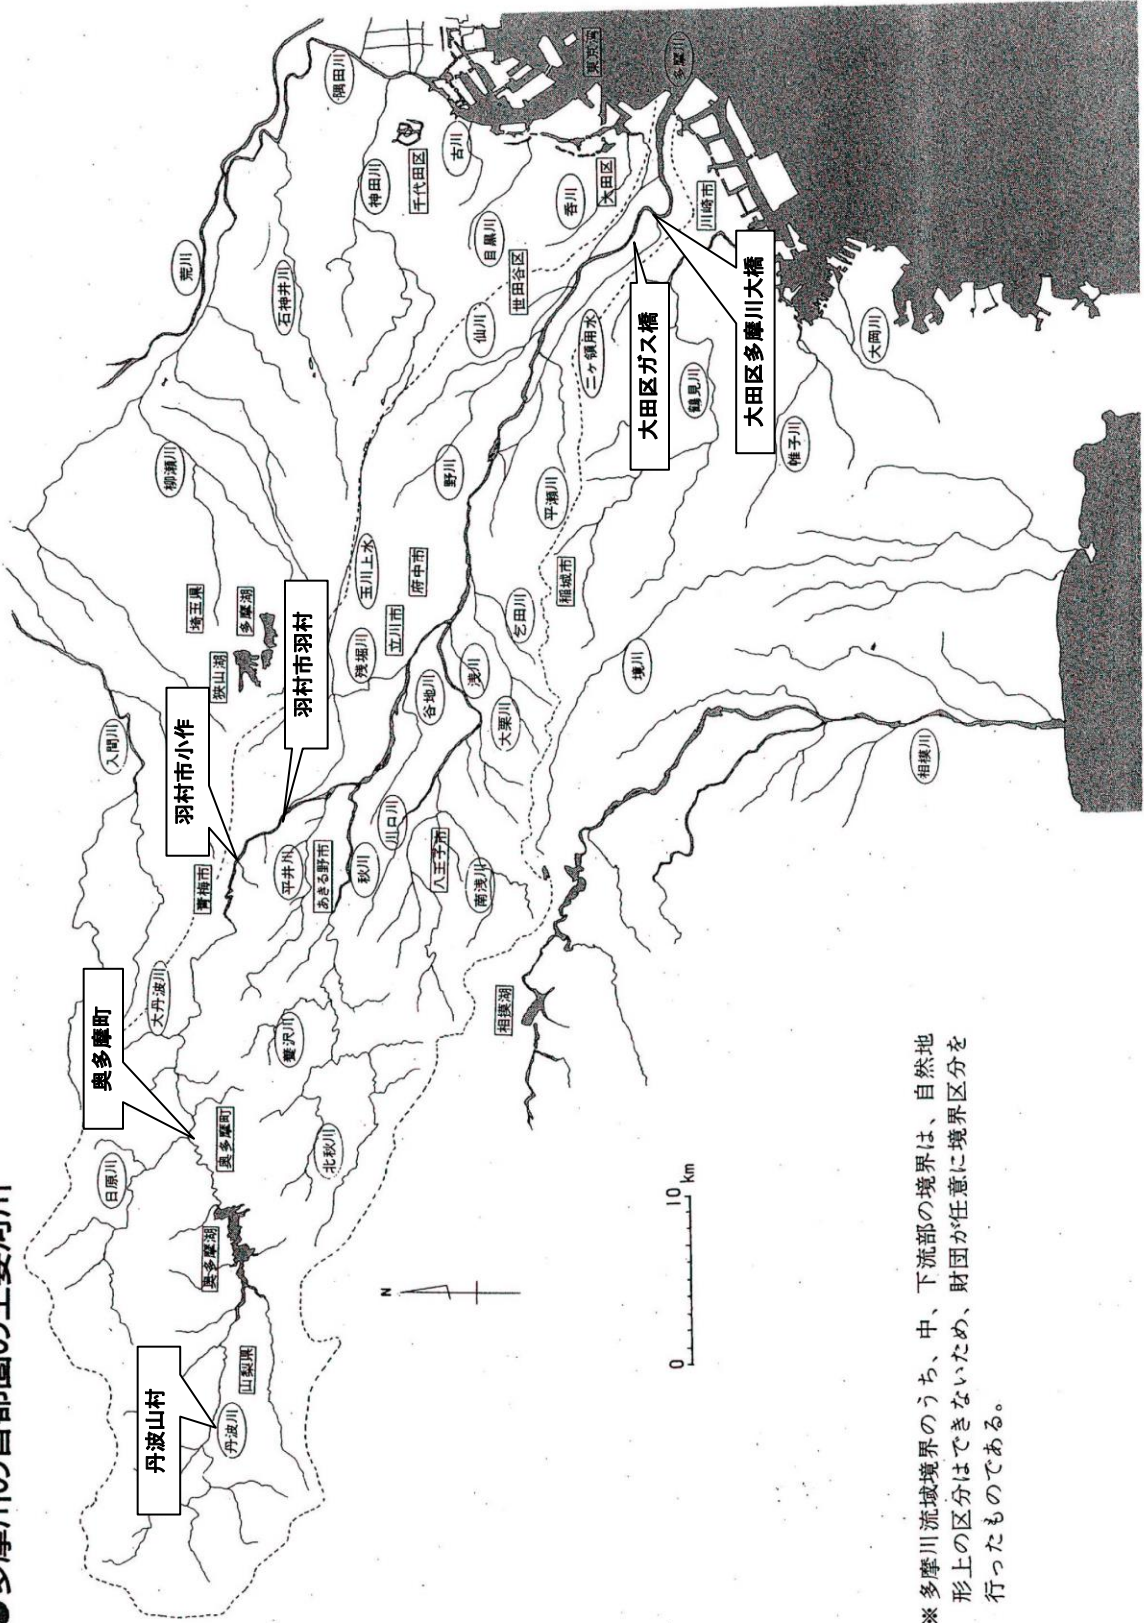 多摩川の首都圏の主要河川
荒川
隅田川
石神井川
神田川
千代田区
古川
目黒川
呑川
大田区
東京湾
多摩川
世田谷区
仙川
二ヶ領用水
川崎市
大田区ガス橋
大田区多摩川大橋
鶴見川
帷子川
大岡川
柳瀬川
野川
平瀬川
埼玉県
多摩湖
狭山湖
玉川上水
府中市
立川市
残堀川
稲城市
乞田川
谷地川
浅川
大栗川
境川
相模川
入間川
羽村市小作
羽村市羽村
青梅市
平井川
あきる野市
秋川
川口川
八王子市
南浅川
奥多摩町
大丹波川
養沢川
相模湖
日原川
奥多摩町
北秋川
奥多摩湖
丹波山村
丹波川
山梨県
N
0 10 km
※多摩川流域境界のうち、中、下流部の境界は、自然地
形上の区分はできないため、財団が任意に境界区分を
行ったものである。